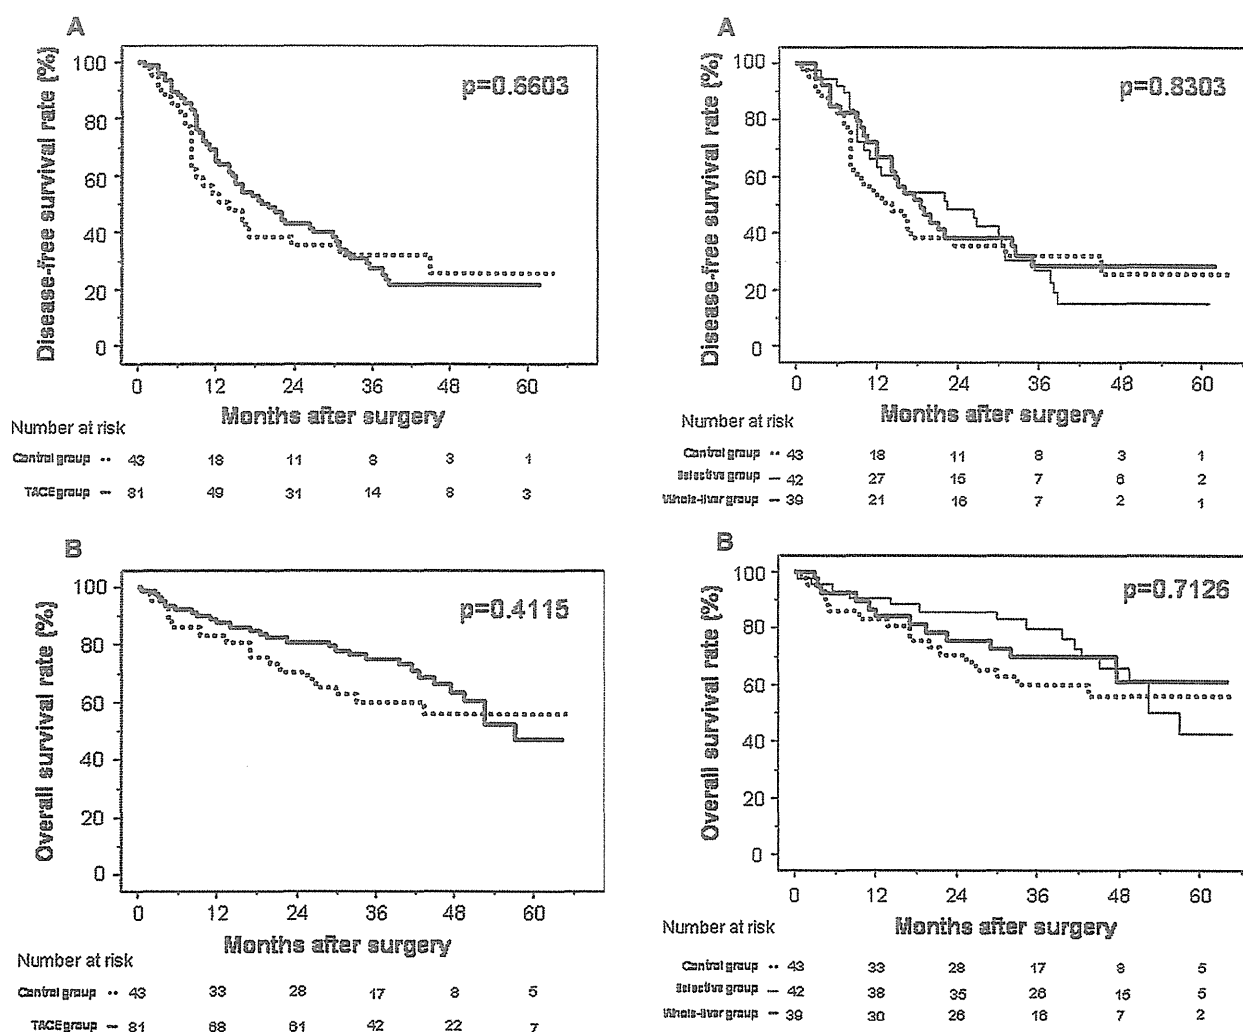 A
Disease-free survival rate (%)
100
80
60
40
20
0
p=0.6603
0 12 24 36 48 60
Months after surgery
Number at risk
Control group 43 18 11 8 3 1
TACE group 81 49 31 14 8 3
B
Overall survival rate (%)
100
80
60
40
20
0
p=0.4115
0 12 24 36 48 60
Months after surgery
Number at risk
Control group 43 33 28 17 8 5
TACE group 81 68 61 42 22 7
A
Disease-free survival rate (%)
100
80
60
40
20
0
p=0.8303
0 12 24 36 48 60
Months after surgery
Number at risk
Control group 43 18 11 8 3 1
Selective group 42 27 15 7 6 2
Whole-liver group 39 21 16 7 2 1
B
Overall survival rate (%)
100
80
60
40
20
0
p=0.7126
0 12 24 36 48 60
Months after surgery
Number at risk
Control group 43 33 28 17 8 5
Selective group 42 38 35 26 15 5
Whole-liver group 39 30 26 16 7 2